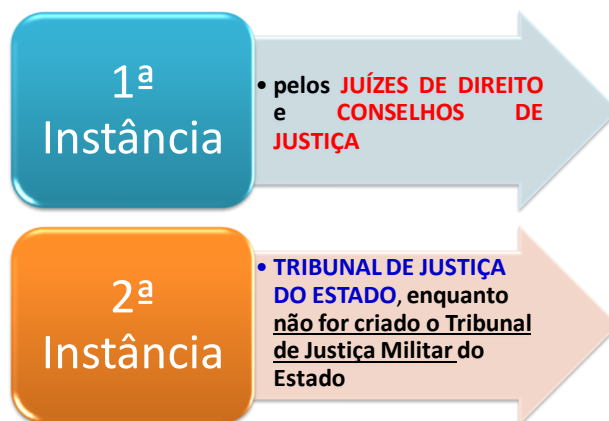 1ª
Instância
• pelos JUÍZES DE DIREITO
e CONSELHOS DE
JUSTIÇA
2ª
Instância
• TRIBUNAL DE JUSTIÇA
DO ESTADO, enquanto
não for criado o Tribunal
de Justiça Militar do
Estado